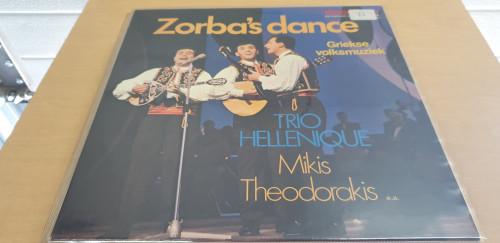 Zorba's dance
Griekse
volksmuziek
TRIO
HELLENIQUE
Mikis
Theodorakis e.a.